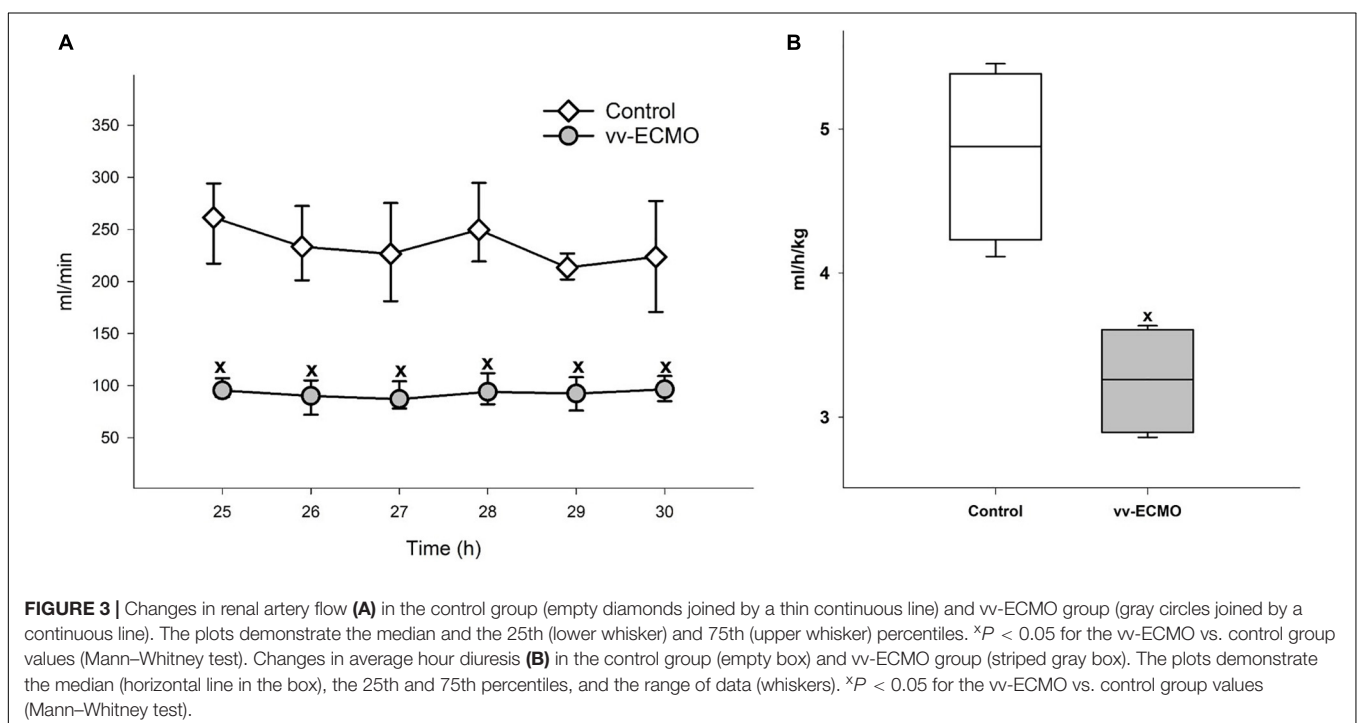 A
B
Control
vv-ECMO
350
300
250
200
150
100
50
ml/min
x x x x x x
25 26 27 28 29 30
Time (h)
5
4
3
ml/h/kg
x
Control vv-ECMO
FIGURE 3 | Changes in renal artery flow (A) in the control group (empty diamonds joined by a thin continuous line) and vv-ECMO group (gray circles joined by a
continuous line). The plots demonstrate the median and the 25th (lower whisker) and 75th (upper whisker) percentiles. ˣP < 0.05 for the vv-ECMO vs. control group
values (Mann–Whitney test). Changes in average hour diuresis (B) in the control group (empty box) and vv-ECMO group (striped gray box). The plots demonstrate
the median (horizontal line in the box), the 25th and 75th percentiles, and the range of data (whiskers). ˣP < 0.05 for the vv-ECMO vs. control group values
(Mann–Whitney test).